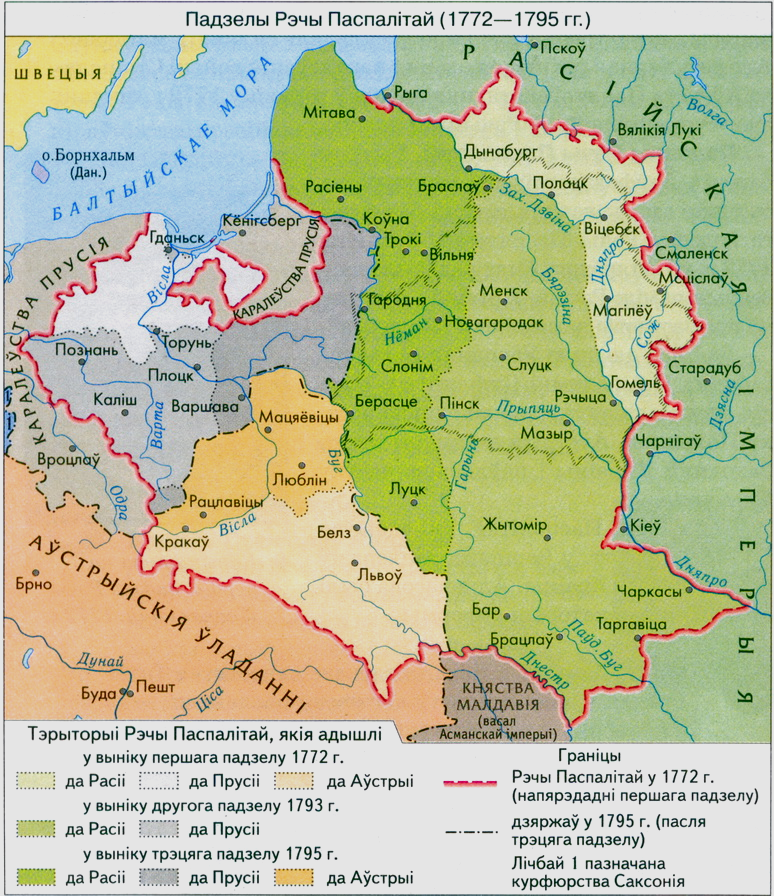 Падзелы Рэчы Паспалітай (1772—1795 гг.)
ШВЕЦЫЯ
БАЛТЫЙСКАЕ МОРА
РАСІЙСКАЯ ІМПЕРЫЯ
Пскоў
Рыга
Мітава
Волга
Вялікія Лукі
о.Борнхальм
(Дан.)
Дынабург
Браслаў
Полацк
Зах. Дзвіна
Расіены
Кёнігсберг
Коўна
Гданьск
Трокі
Вільня
Віцебск
Смаленск
КАРАЛЕЎСТВА ПРУСІЯ
Вісла
КАРАЛЕЎСТВА ПРУСІЯ
Дняпро
Бярэзіна
Мсціслаў
Гародня
Менск
Магілёў
Нёман
Новагародак
Сож
Торунь
Познань
Плоцк
Слонім
Слуцк
Старадуб
Гомель
Каліш
Варшава
Варта
Мацяёвіцы
Берасце
Пінск
Прыпяць
Рэчыца
Мазыр
Дзясна
Чарнігаў
Вроцлаў
Одра
Буг
Гарынь
Люблін
Рацлавіцы
Луцк
Вісла
Кракаў
Белз
Жытомір
Кіеў
АЎСТРЫЙСКІЯ ЎЛАДАННІ
Львоў
Дняпро
Брно
Чаркасы
Бар
Брацлаў
Паўд. Буг
Таргавіца
Дунай
Буда
Пешт
Ціса
Днестр
КНЯСТВА
МАЛДАВІЯ
(васал
Асманскай імперыі)
Тэрыторыі Рэчы Паспалітай, якія адышлі
у выніку першага падзелу 1772 г.
да Расіі да Прусіі да Аўстрыі
у выніку другога падзелу 1793 г.
да Расіі да Прусіі
у выніку трэцяга падзелу 1795 г.
да Расіі да Прусіі да Аўстрыі
Граніцы
Рэчы Паспалітай у 1772 г.
(напярэдадні першага падзелу)
дзяржаў у 1795 г. (пасля
трэцяга падзелу)
Лічбай 1 пазначана
курфюрства Саксонія